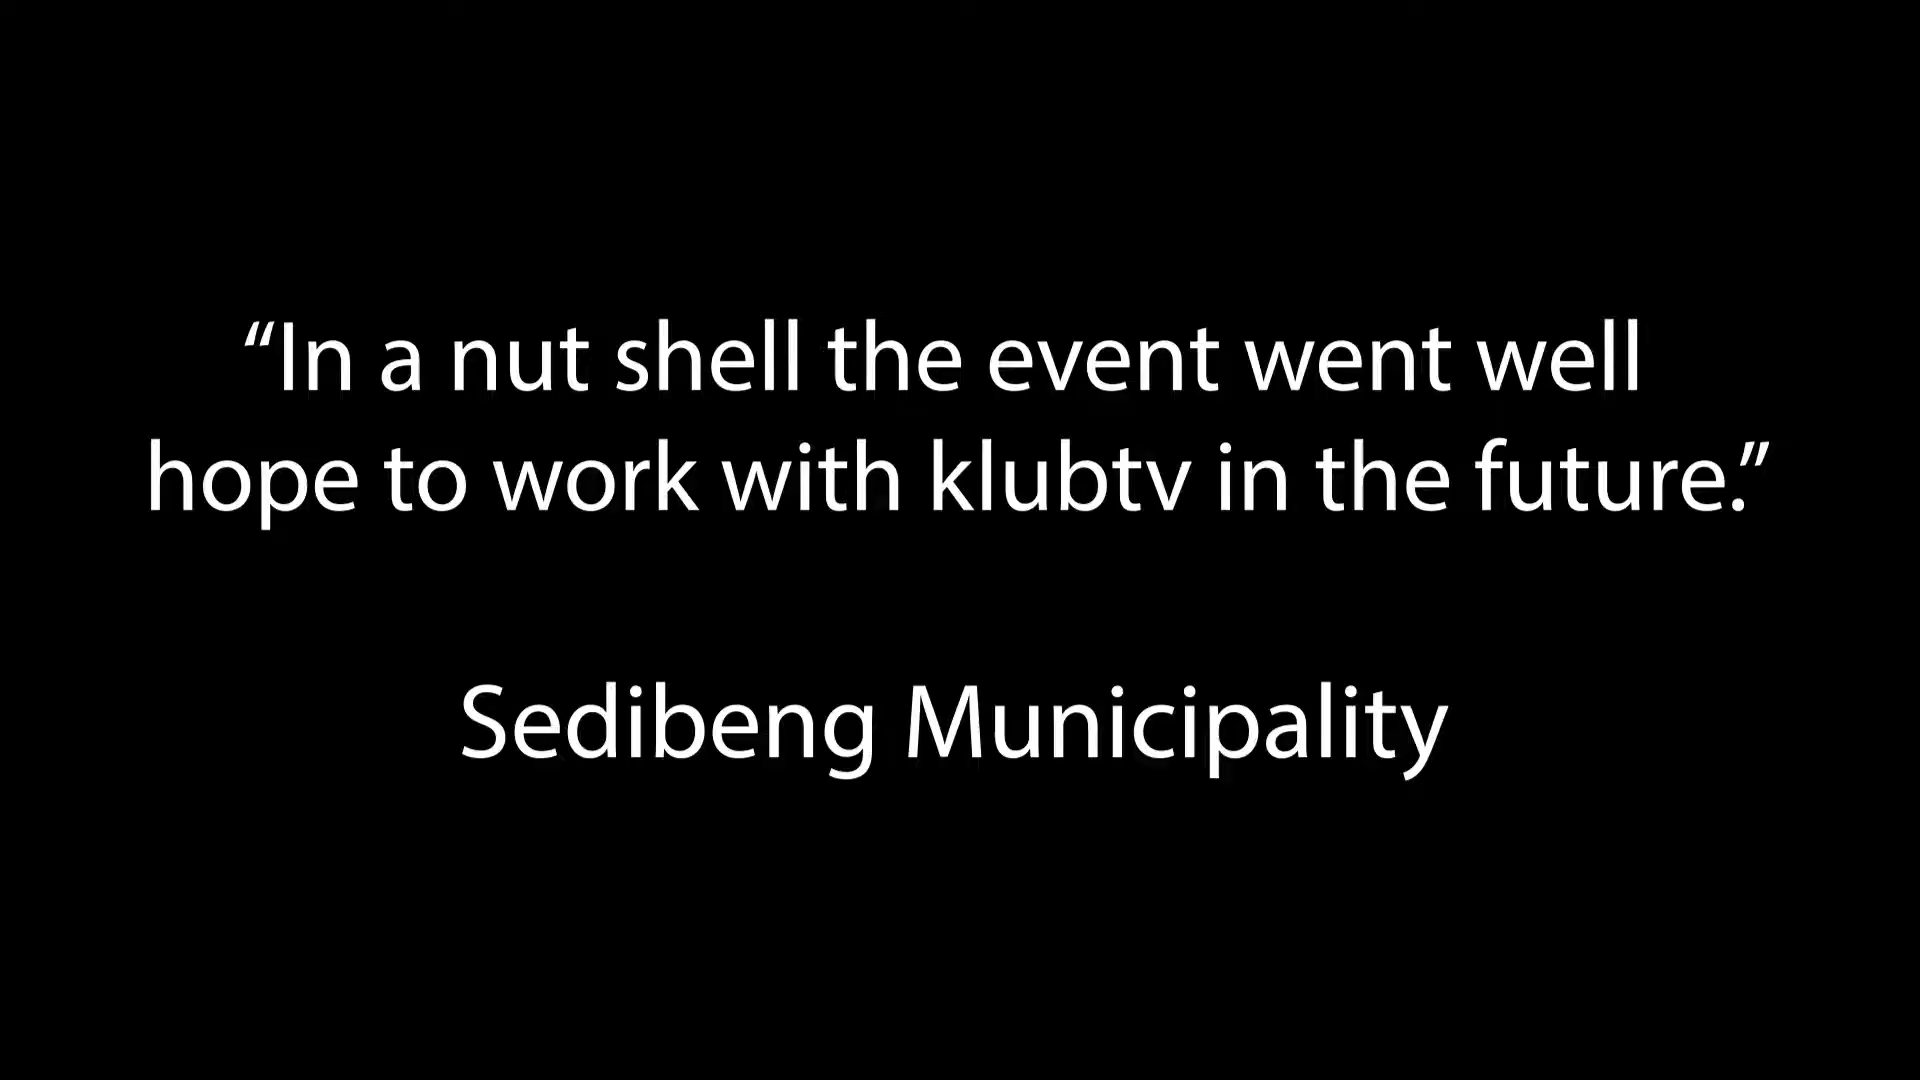 “In a nut shell the event went well
hope to work with klubtv in the future.”
Sedibeng Municipality